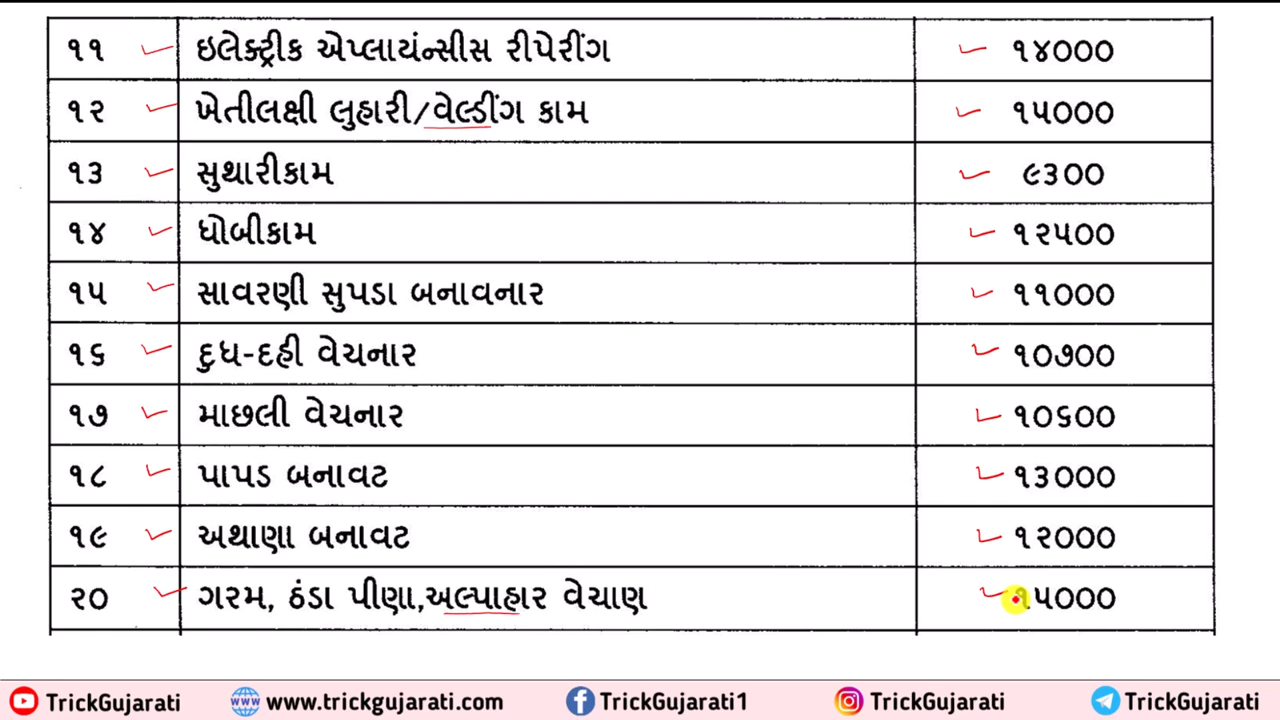 ૧૧ ઇલેક્ટ્રીક એપ્લાયંન્સીસ રીપેરીંગ ૧૪૦૦૦
૧૨ ખેતીલક્ષી લુહારી/વેલ્ડીંગ કામ ૧૫૦૦૦
૧૩ સુથારીકામ ૯૩૦૦
૧૪ ધોબીકામ ૧૨૫૦૦
૧૫ સાવરણી સુપડા બનાવનાર ૧૧૦૦૦
૧૬ દુધ-દહી વેચનાર ૧૦૭૦૦
૧૭ માછલી વેચનાર ૧૦૬૦૦
૧૮ પાપડ બનાવટ ૧૩૦૦૦
૧૯ અથાણા બનાવટ ૧૨૦૦૦
૨૦ ગરમ, ઠંડા પીણા,અલ્પાહાર વેચાણ ૧૫૦૦૦
TrickGujarati www.trickgujarati.com TrickGujarati1 TrickGujarati TrickGujarati